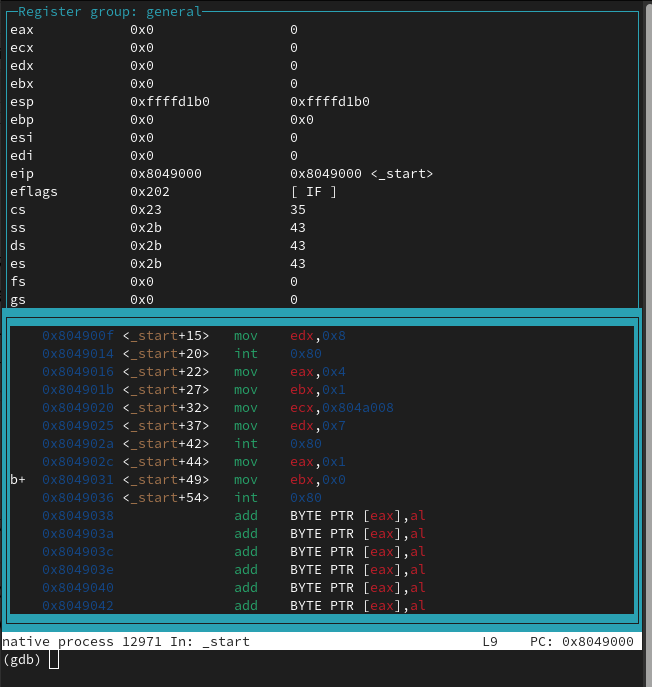 Register group: general
eax 0x0 0
ecx 0x0 0
edx 0x0 0
ebx 0x0 0
esp 0xffffd1b0 0xffffd1b0
ebp 0x0 0x0
esi 0x0 0
edi 0x0 0
eip 0x8049000 0x8049000 <_start>
eflags 0x202 [ IF ]
cs 0x23 35
ss 0x2b 43
ds 0x2b 43
es 0x2b 43
fs 0x0 0
gs 0x0 0
0x804900f <_start+15> mov edx,0x8
0x8049014 <_start+20> int 0x80
0x8049016 <_start+22> mov eax,0x4
0x804901b <_start+27> mov ebx,0x1
0x8049020 <_start+32> mov ecx,0x804a008
0x8049025 <_start+37> mov edx,0x7
0x804902a <_start+42> int 0x80
0x804902c <_start+44> mov eax,0x1
b+ 0x8049031 <_start+49> mov ebx,0x0
0x8049036 <_start+54> int 0x80
0x8049038 add BYTE PTR [eax],al
0x804903a add BYTE PTR [eax],al
0x804903c add BYTE PTR [eax],al
0x804903e add BYTE PTR [eax],al
0x8049040 add BYTE PTR [eax],al
0x8049042 add BYTE PTR [eax],al
native process 12971 In: _start L9 PC: 0x8049000
(gdb)